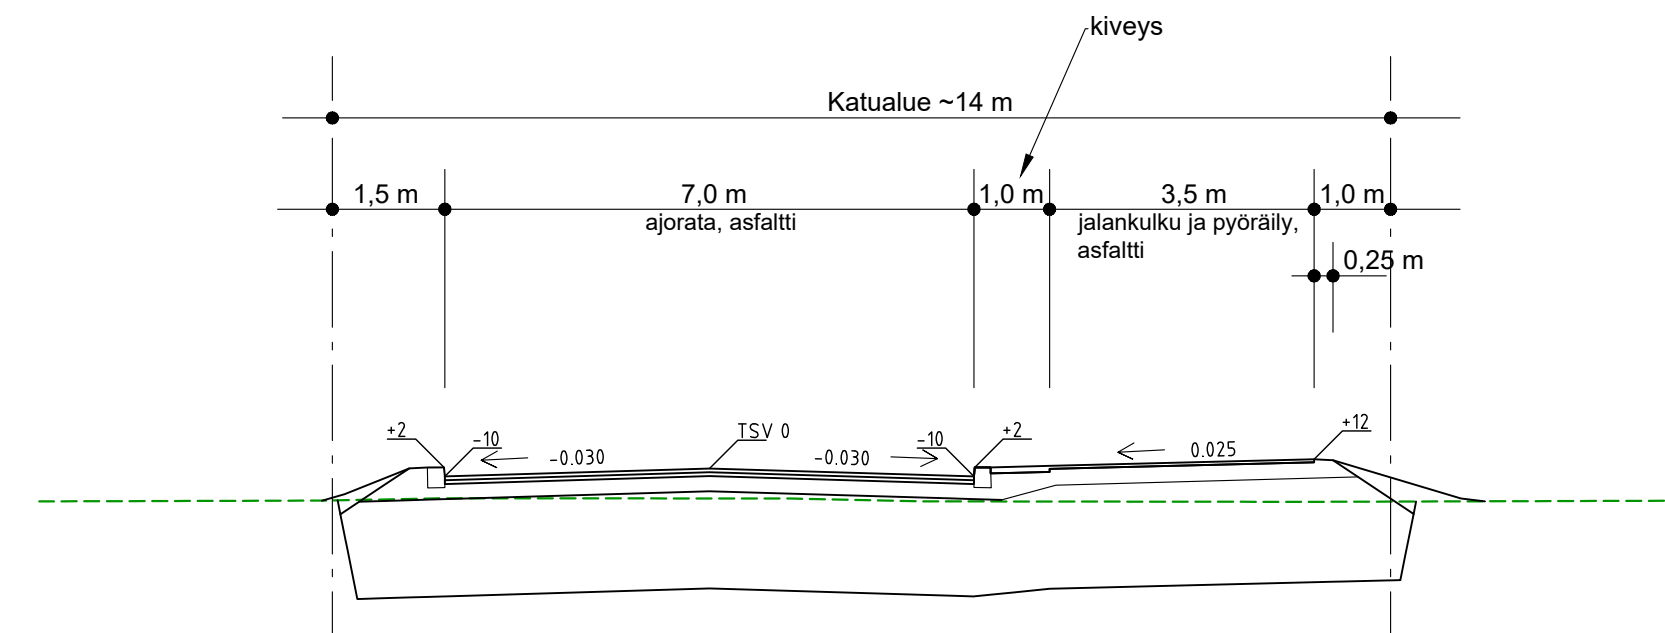 kiveys
Katualue ~14 m
1,5 m
7,0 m
1,0 m
3,5 m
1,0 m
ajorata, asfaltti
jalankulku ja pyöräily,
asfaltti
0,25 m
+2
-10
-0.030
TSV 0
-0.030
-10
+2
0.025
+12